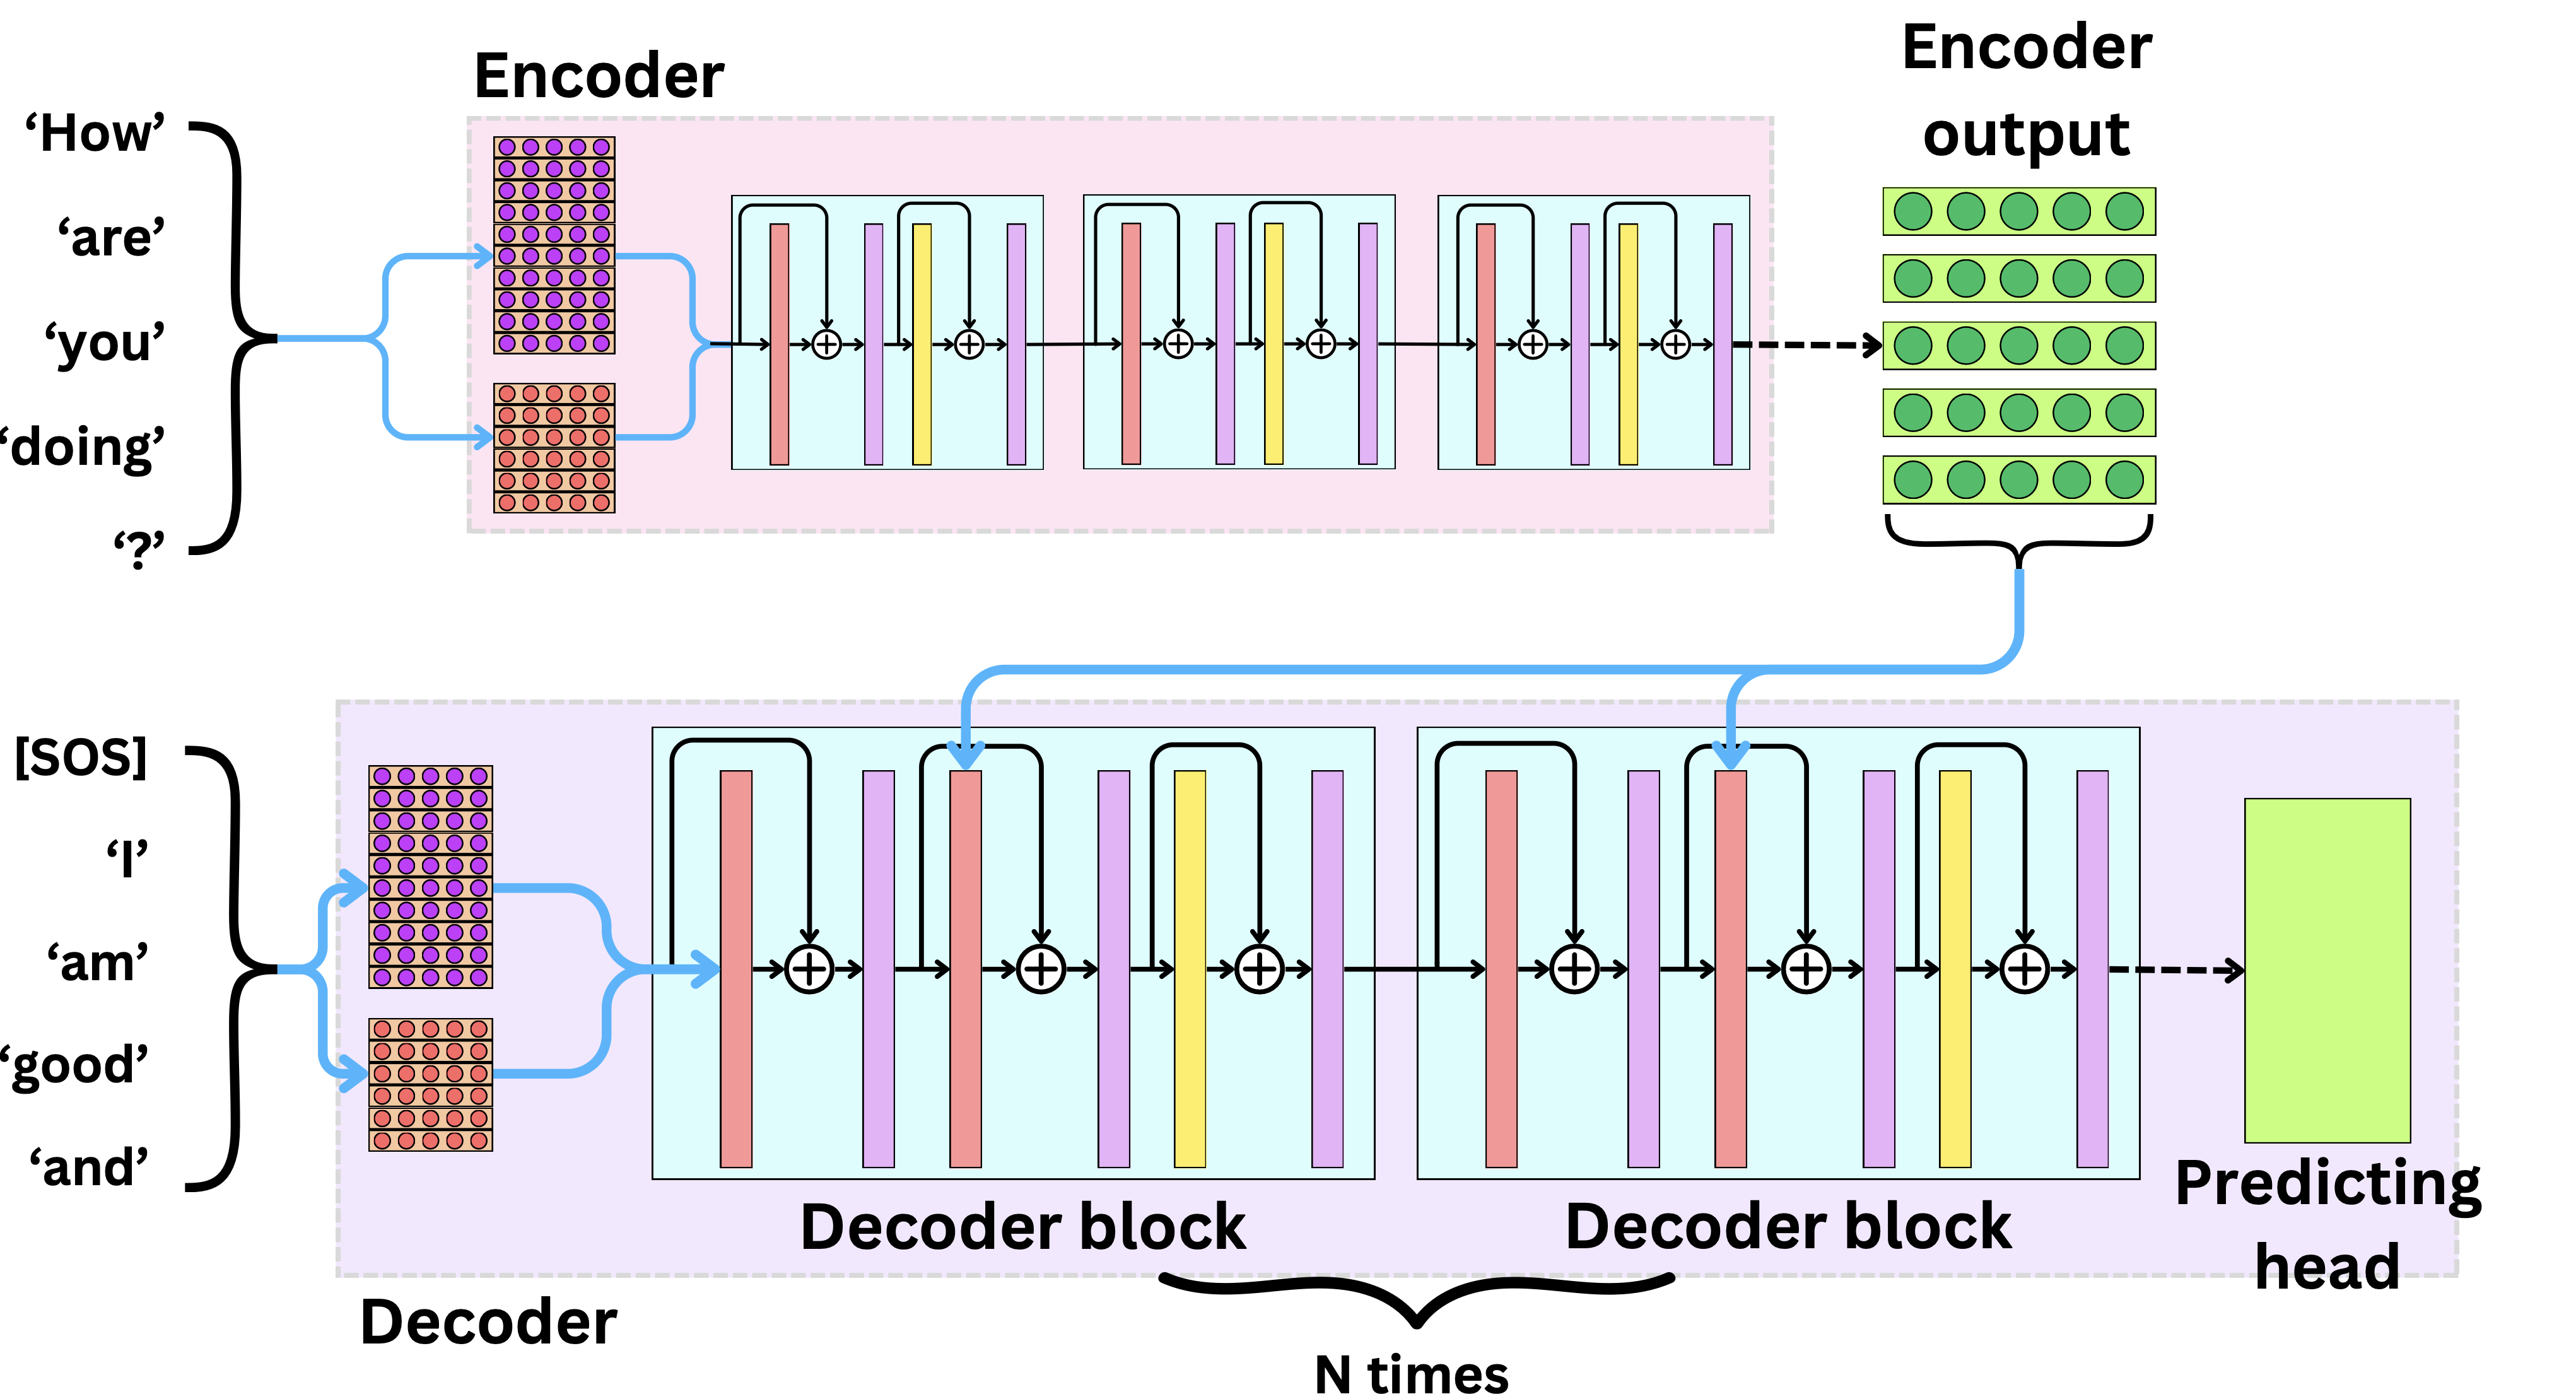 Encoder
Encoder
output
‘How’
‘are’
‘you’
‘doing’
‘?’
[SOS]
‘I’
‘am’
‘good’
‘and’
Decoder block
Decoder block
Predicting
head
Decoder
N times